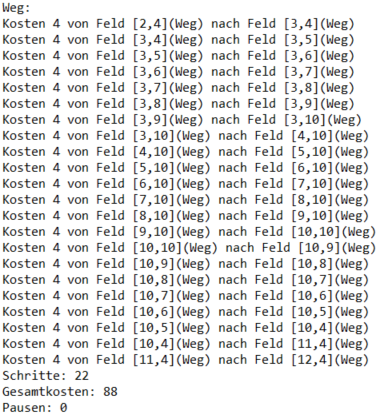 Weg:
Kosten 4 von Feld [2,4](Weg) nach Feld [3,4](Weg)
Kosten 4 von Feld [3,4](Weg) nach Feld [3,5](Weg)
Kosten 4 von Feld [3,5](Weg) nach Feld [3,6](Weg)
Kosten 4 von Feld [3,6](Weg) nach Feld [3,7](Weg)
Kosten 4 von Feld [3,7](Weg) nach Feld [3,8](Weg)
Kosten 4 von Feld [3,8](Weg) nach Feld [3,9](Weg)
Kosten 4 von Feld [3,9](Weg) nach Feld [3,10](Weg)
Kosten 4 von Feld [3,10](Weg) nach Feld [4,10](Weg)
Kosten 4 von Feld [4,10](Weg) nach Feld [5,10](Weg)
Kosten 4 von Feld [5,10](Weg) nach Feld [6,10](Weg)
Kosten 4 von Feld [6,10](Weg) nach Feld [7,10](Weg)
Kosten 4 von Feld [7,10](Weg) nach Feld [8,10](Weg)
Kosten 4 von Feld [8,10](Weg) nach Feld [9,10](Weg)
Kosten 4 von Feld [9,10](Weg) nach Feld [10,10](Weg)
Kosten 4 von Feld [10,10](Weg) nach Feld [10,9](Weg)
Kosten 4 von Feld [10,9](Weg) nach Feld [10,8](Weg)
Kosten 4 von Feld [10,8](Weg) nach Feld [10,7](Weg)
Kosten 4 von Feld [10,7](Weg) nach Feld [10,6](Weg)
Kosten 4 von Feld [10,6](Weg) nach Feld [10,5](Weg)
Kosten 4 von Feld [10,5](Weg) nach Feld [10,4](Weg)
Kosten 4 von Feld [10,4](Weg) nach Feld [11,4](Weg)
Kosten 4 von Feld [11,4](Weg) nach Feld [12,4](Weg)
Schritte: 22
Gesamtkosten: 88
Pausen: 0